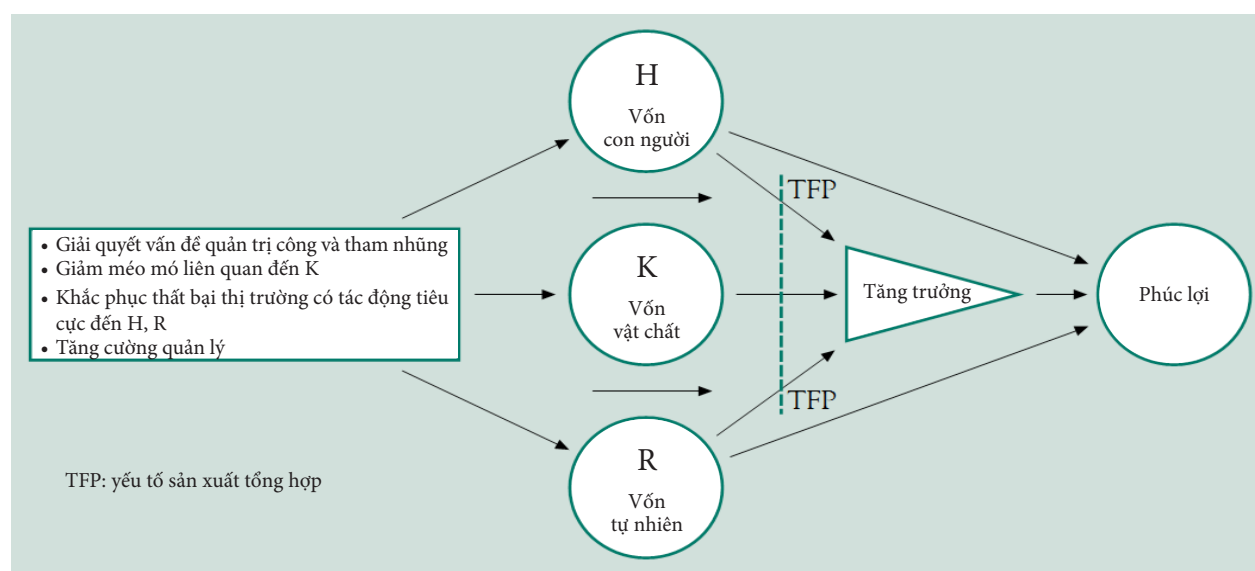 H
Vốn
con người
TFP
• Giải quyết vấn đề quản trị công và tham nhũng
• Giảm méo mó liên quan đến K
• Khắc phục thất bại thị trường có tác động tiêu
cực đến H, R
• Tăng cường quản lý
K
Vốn
vật chất
Tăng trưởng
Phúc lợi
TFP
R
Vốn
tự nhiên
TFP: yếu tố sản xuất tổng hợp